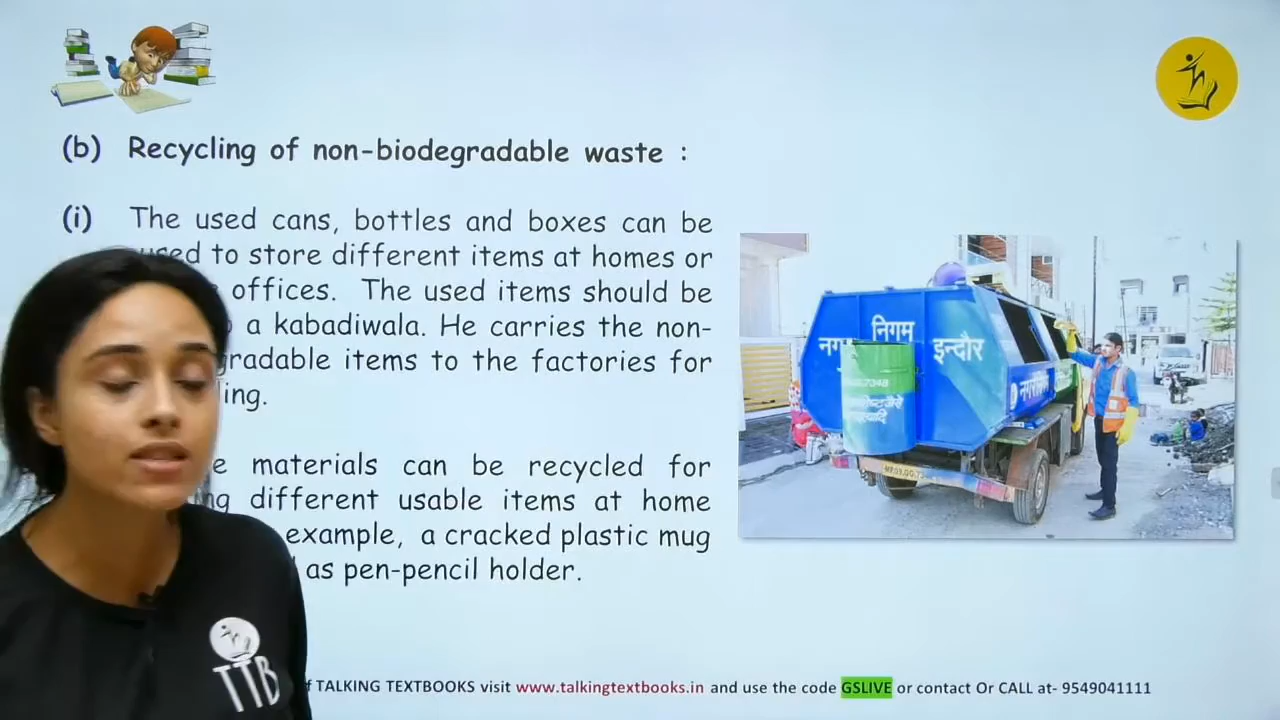 (b) Recycling of non-biodegradable waste :
(i) The used cans, bottles and boxes can be
used to store different items at homes or
offices. The used items should be
a kabadiwala. He carries the non-
gradable items to the factories for
ing.
e materials can be recycled for
ng different usable items at home
example, a cracked plastic mug
as pen-pencil holder.
नगर निगम इन्दौर
TTB
f TALKING TEXTBOOKS visit www.talkingtextbooks.in and use the code GSLIVE or contact Or CALL at- 9549041111